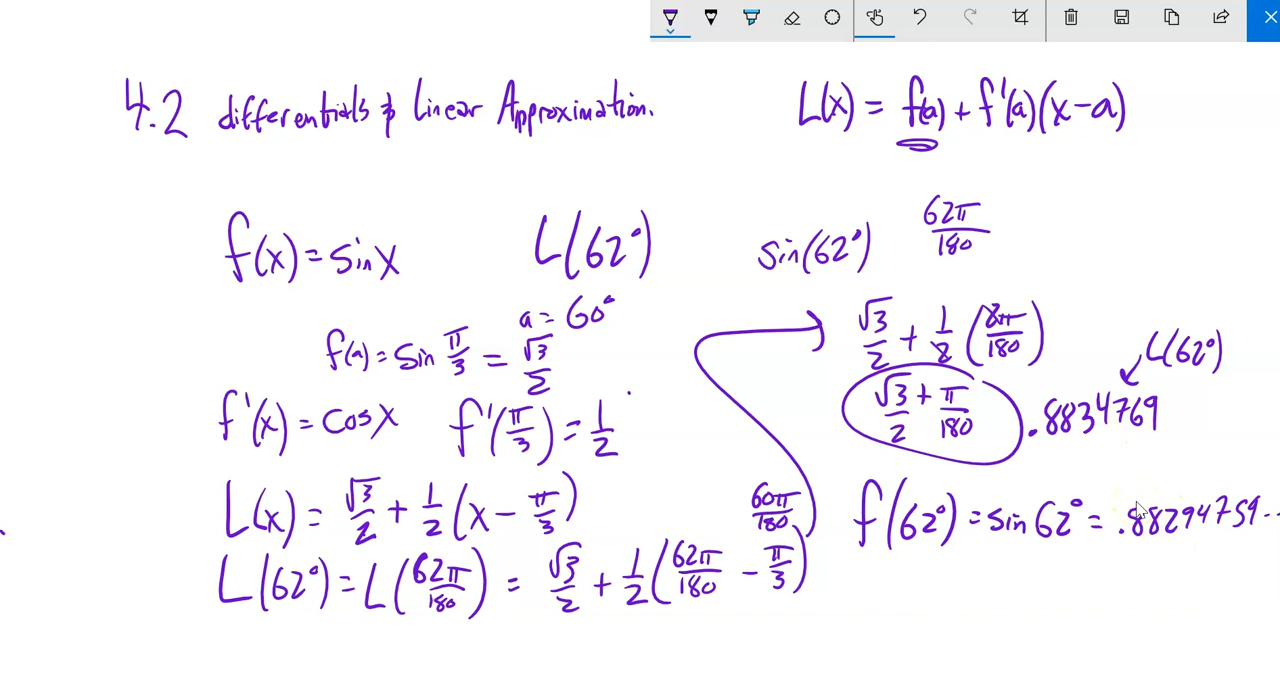 4.2 differentials & Linear Approximation.
L(x) = f(a) + f'(a)(x-a)
f(x) = sin x
L(62°)
sin(62°)
62π/180
a = 60°
f(a) = sin π/3 = √3/2
f'(x) = cos x
f'(π/3) = 1/2
L(x) = √3/2 + 1/2 (x - π/3)
60π/180
L(62°) = L(62π/180) = √3/2 + 1/2 (62π/180 - π/3)
√3/2 + 1/2 (2π/180)
L(62°)
√3/2 + π/180
.8834769
f(62°) = sin 62° = .88294759...